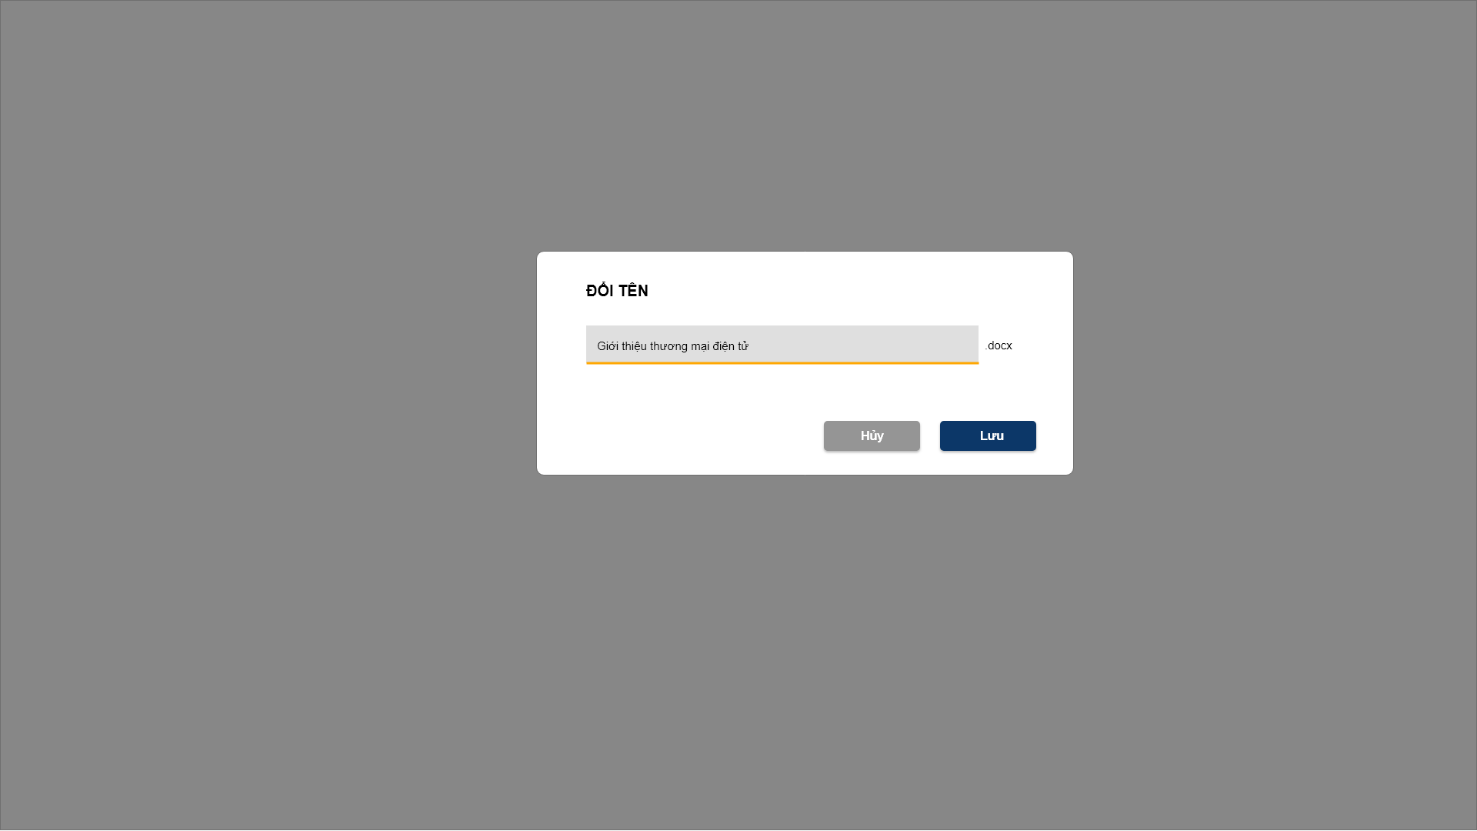 ĐỔI TÊN
Giới thiệu thương mại điện tử
.docx
Hủy
Lưu